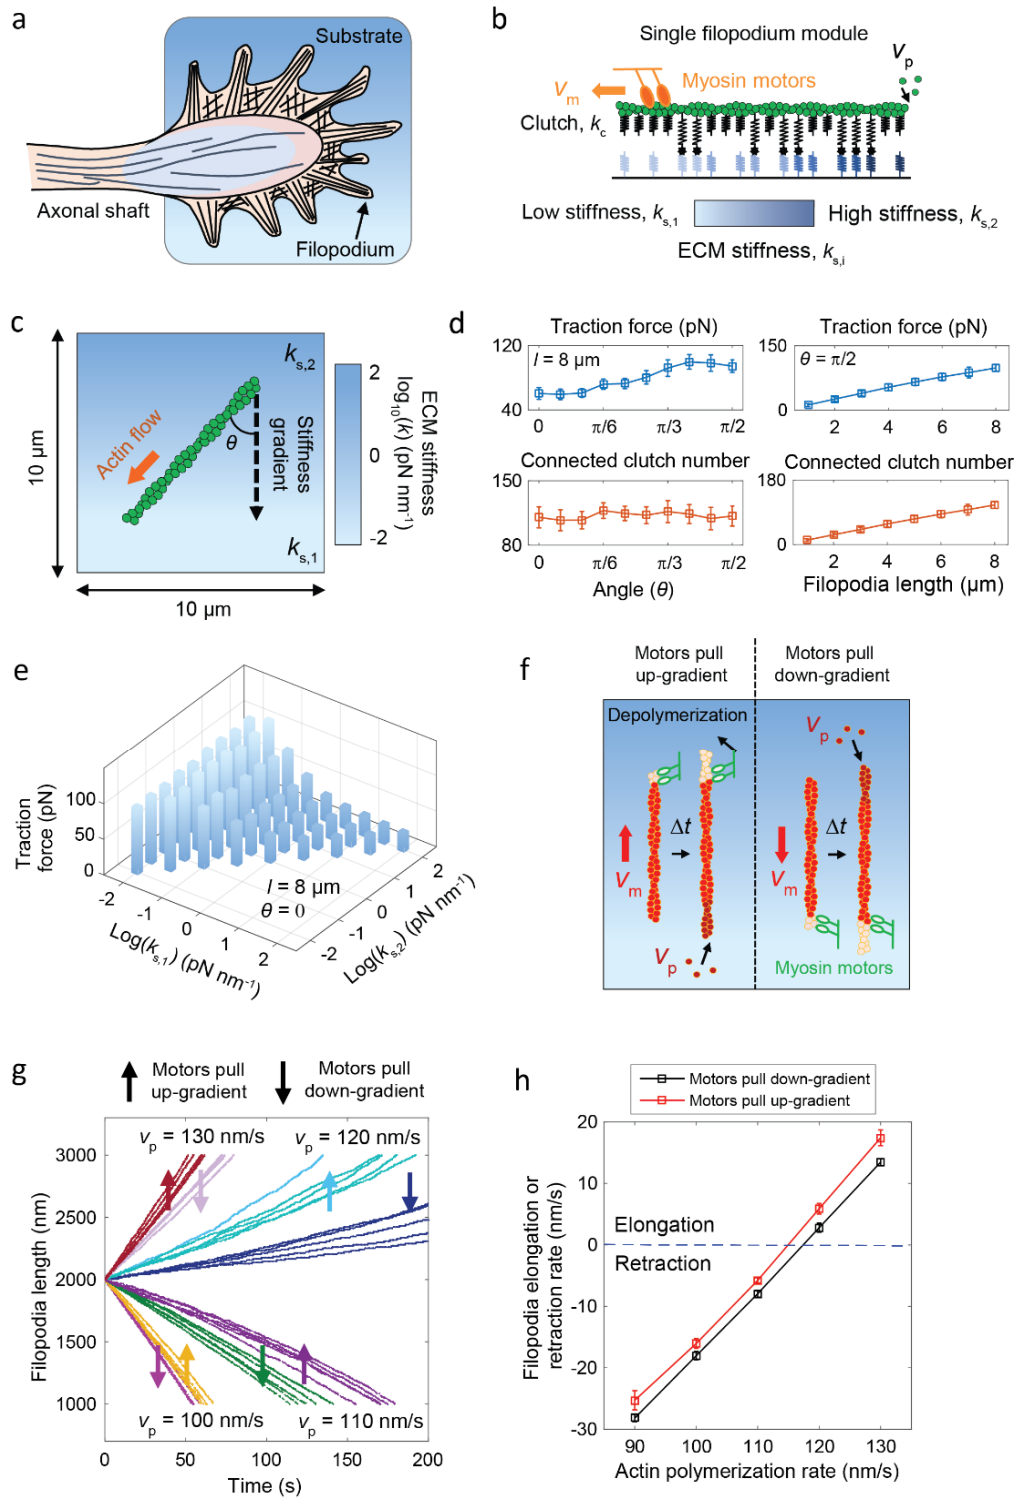 a
Substrate
Axonal shaft
Filopodium
b
Single filopodium module
vp
vm
Myosin motors
Clutch, kc
Low stiffness, ks,1
High stiffness, ks,2
ECM stiffness, ks,i
c
10 µm
ks,2
Actin flow
θ
Stiffness
gradient
ks,1
10 µm
2
0
-2
log10(k) (pN nm-1)
ECM stiffness
d
Traction force (pN)
120
40
l = 8 µm
0 π/6 π/3 π/2
Connected clutch number
150
80
0 π/6 π/3 π/2
Angle (θ)
Traction force (pN)
150
0
θ = π/2
2 4 6 8
Connected clutch number
180
0
0 2 4 6 8
Filopodia length (µm)
e
Traction
force (pN)
100
50
0
-2 -1 0 1 2
Log(ks,1) (pN nm-1)
l = 8 µm
θ = 0
-2 -1 0 1 2
Log(ks,2) (pN nm-1)
f
Motors pull
up-gradient
Motors pull
down-gradient
Depolymerization
vp
Δt
vm
vp
Δt
vm
Myosin motors
g
Motors pull
up-gradient
Motors pull
down-gradient
vp = 130 nm/s
vp = 120 nm/s
3000
2500
2000
1500
1000
Filopodia length (nm)
vp = 100 nm/s
vp = 110 nm/s
0 50 100 150 200
Time (s)
h
Motors pull down-gradient
Motors pull up-gradient
20
10
0
-10
-20
-30
Filopodia elongation or
retraction rate (nm/s)
Elongation
Retraction
90 100 110 120 130
Actin polymerization rate (nm/s)